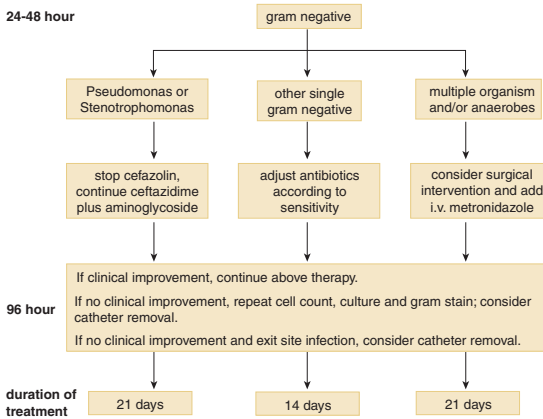 24-48 hour
gram negative
Pseudomonas or
Stenotrophomonas
other single
gram negative
multiple organism
and/or anaerobes
stop cefazolin,
continue ceftazidime
plus aminoglycoside
adjust antibiotics
according to
sensitivity
consider surgical
intervention and add
i.v. metronidazole
96 hour
If clinical improvement, continue above therapy.
If no clinical improvement, repeat cell count, culture and gram stain; consider
catheter removal.
If no clinical improvement and exit site infection, consider catheter removal.
duration of
treatment
21 days
14 days
21 days